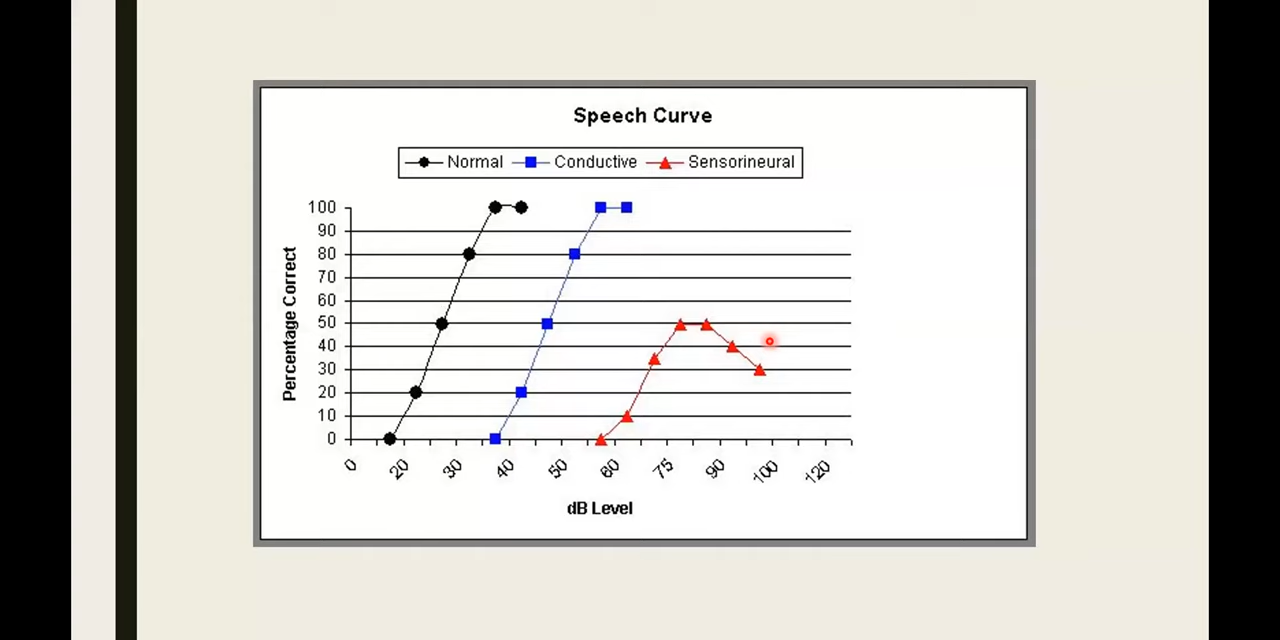 Speech Curve
Normal Conductive Sensorineural
100
90
80
70
60
50
40
30
20
10
0
Percentage Correct
0 20 30 40 50 60 75 90 100 120
dB Level